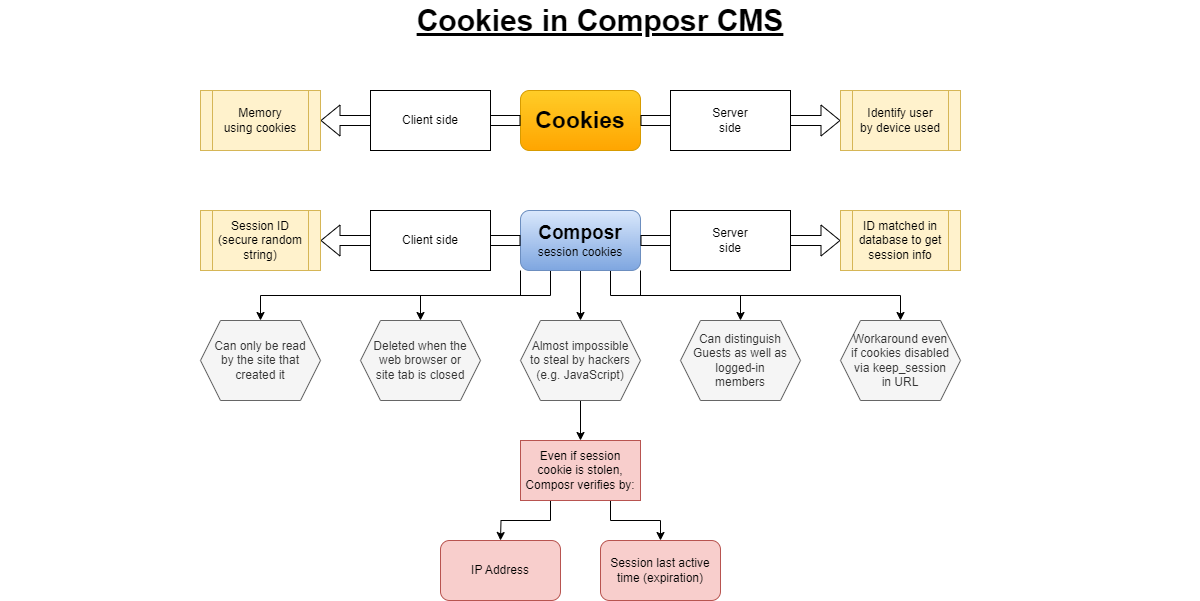 Cookies in Composr CMS
Memory
using cookies
Client side
Cookies
Server
side
Identify user
by device used
Session ID
(secure random
string)
Client side
Composr
session cookies
Server
side
ID matched in
database to get
session info
Can only be read
by the site that
created it
Deleted when the
web browser or
site tab is closed
Almost impossible
to steal by hackers
(e.g. JavaScript)
Can distinguish
Guests as well as
logged-in
members
Workaround even
if cookies disabled
via keep_session
in URL
Even if session
cookie is stolen,
Composr verifies by:
IP Address
Session last active
time (expiration)